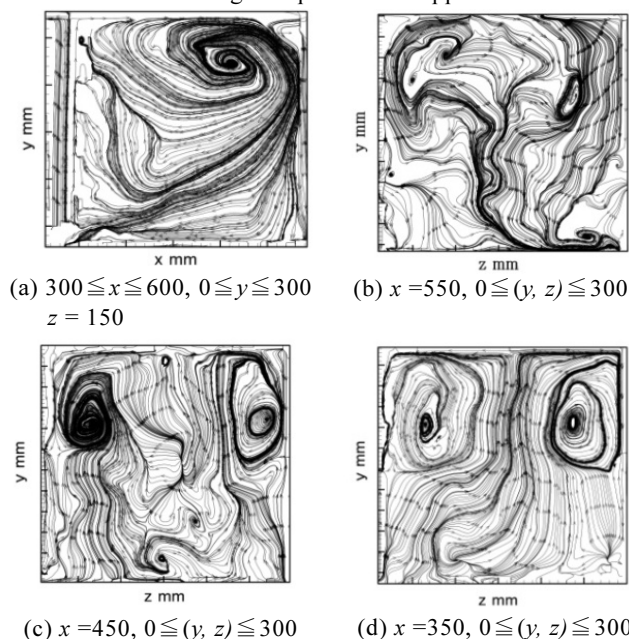 y mm
x mm
y mm
z mm
(a) 300≦x≦600, 0≦y≦300
z = 150
(b) x =550, 0≦(y, z)≦300
y mm
z mm
y mm
z mm
(c) x =450, 0≦(y, z)≦300
(d) x =350, 0≦(y, z)≦300